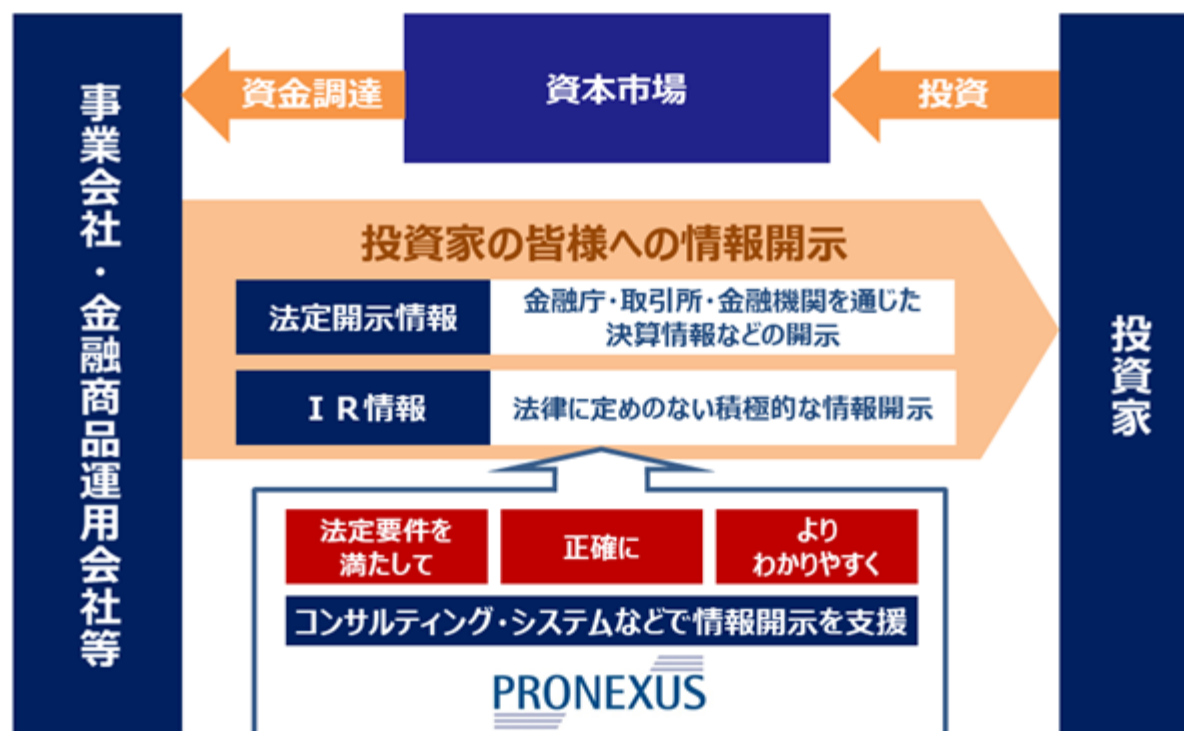 事業会社・金融商品運用会社等
資金調達
資本市場
投資
投資家の皆様への情報開示
法定開示情報
金融庁・取引所・金融機関を通じた
決算情報などの開示
ＩＲ情報
法律に定めのない積極的な情報開示
投資家
法定要件を
満たして
正確に
より
わかりやすく
コンサルティング・システムなどで情報開示を支援
PRONEXUS